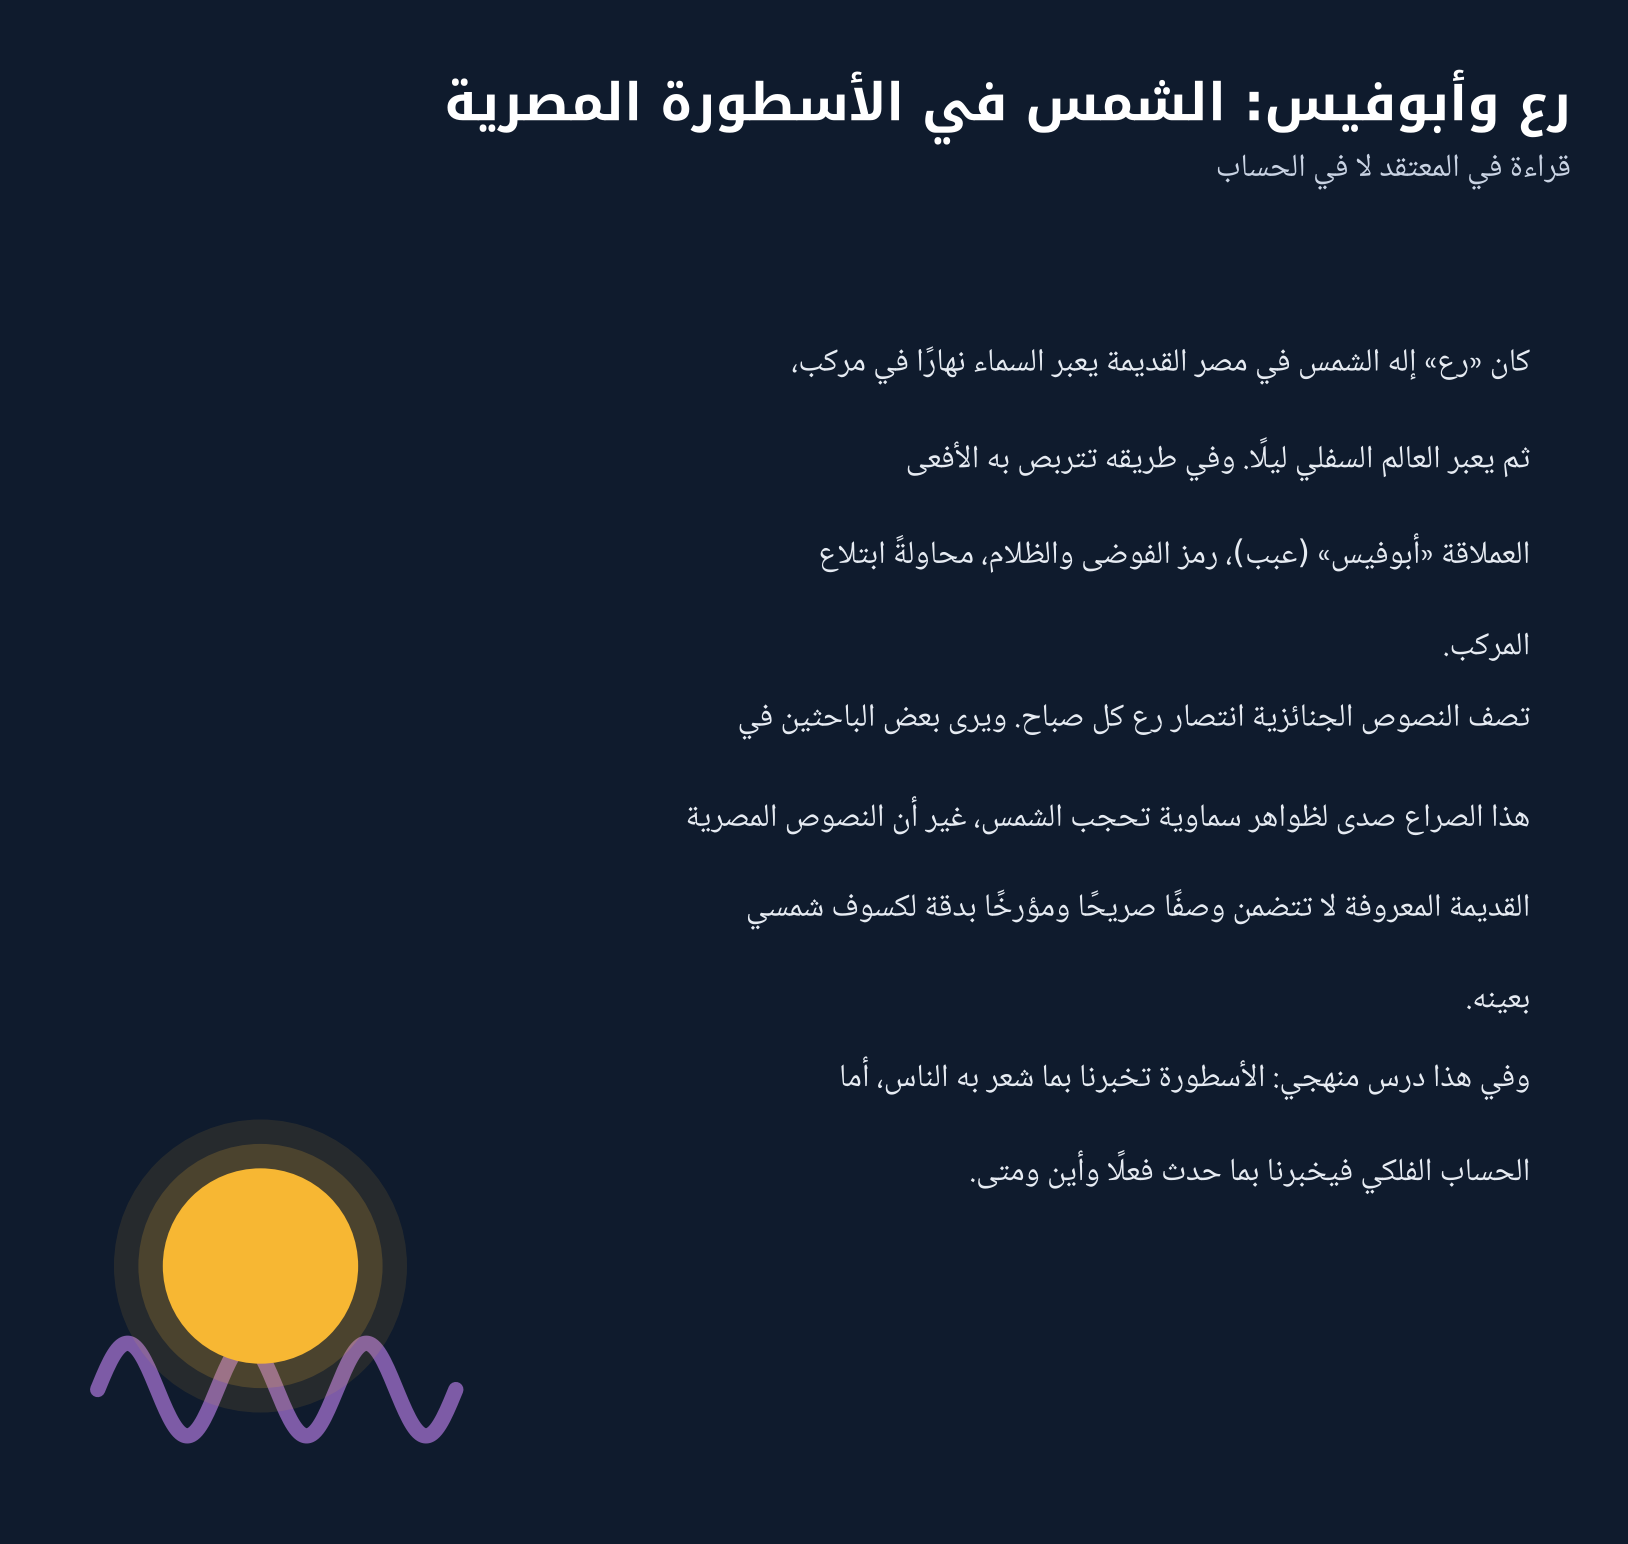 رع وأبوفيس: الشمس في الأسطورة المصرية
قراءة في المعتقد لا في الحساب
كان «رع» إله الشمس في مصر القديمة يعبر السماء نهارًا في مركب،
ثم يعبر العالم السفلي ليلًا. وفي طريقه تتربص به الأفعى
العملاقة «أبوفيس» (عبب)، رمز الفوضى والظلام، محاولةً ابتلاع
المركب.
تصف النصوص الجنائزية انتصار رع كل صباح. ويرى بعض الباحثين في
هذا الصراع صدى لظواهر سماوية تحجب الشمس، غير أن النصوص المصرية
القديمة المعروفة لا تتضمن وصفًا صريحًا ومؤرخًا بدقة لكسوف شمسي
بعينه.
وفي هذا درس منهجي: الأسطورة تخبرنا بما شعر به الناس، أما
الحساب الفلكي فيخبرنا بما حدث فعلًا وأين ومتى.